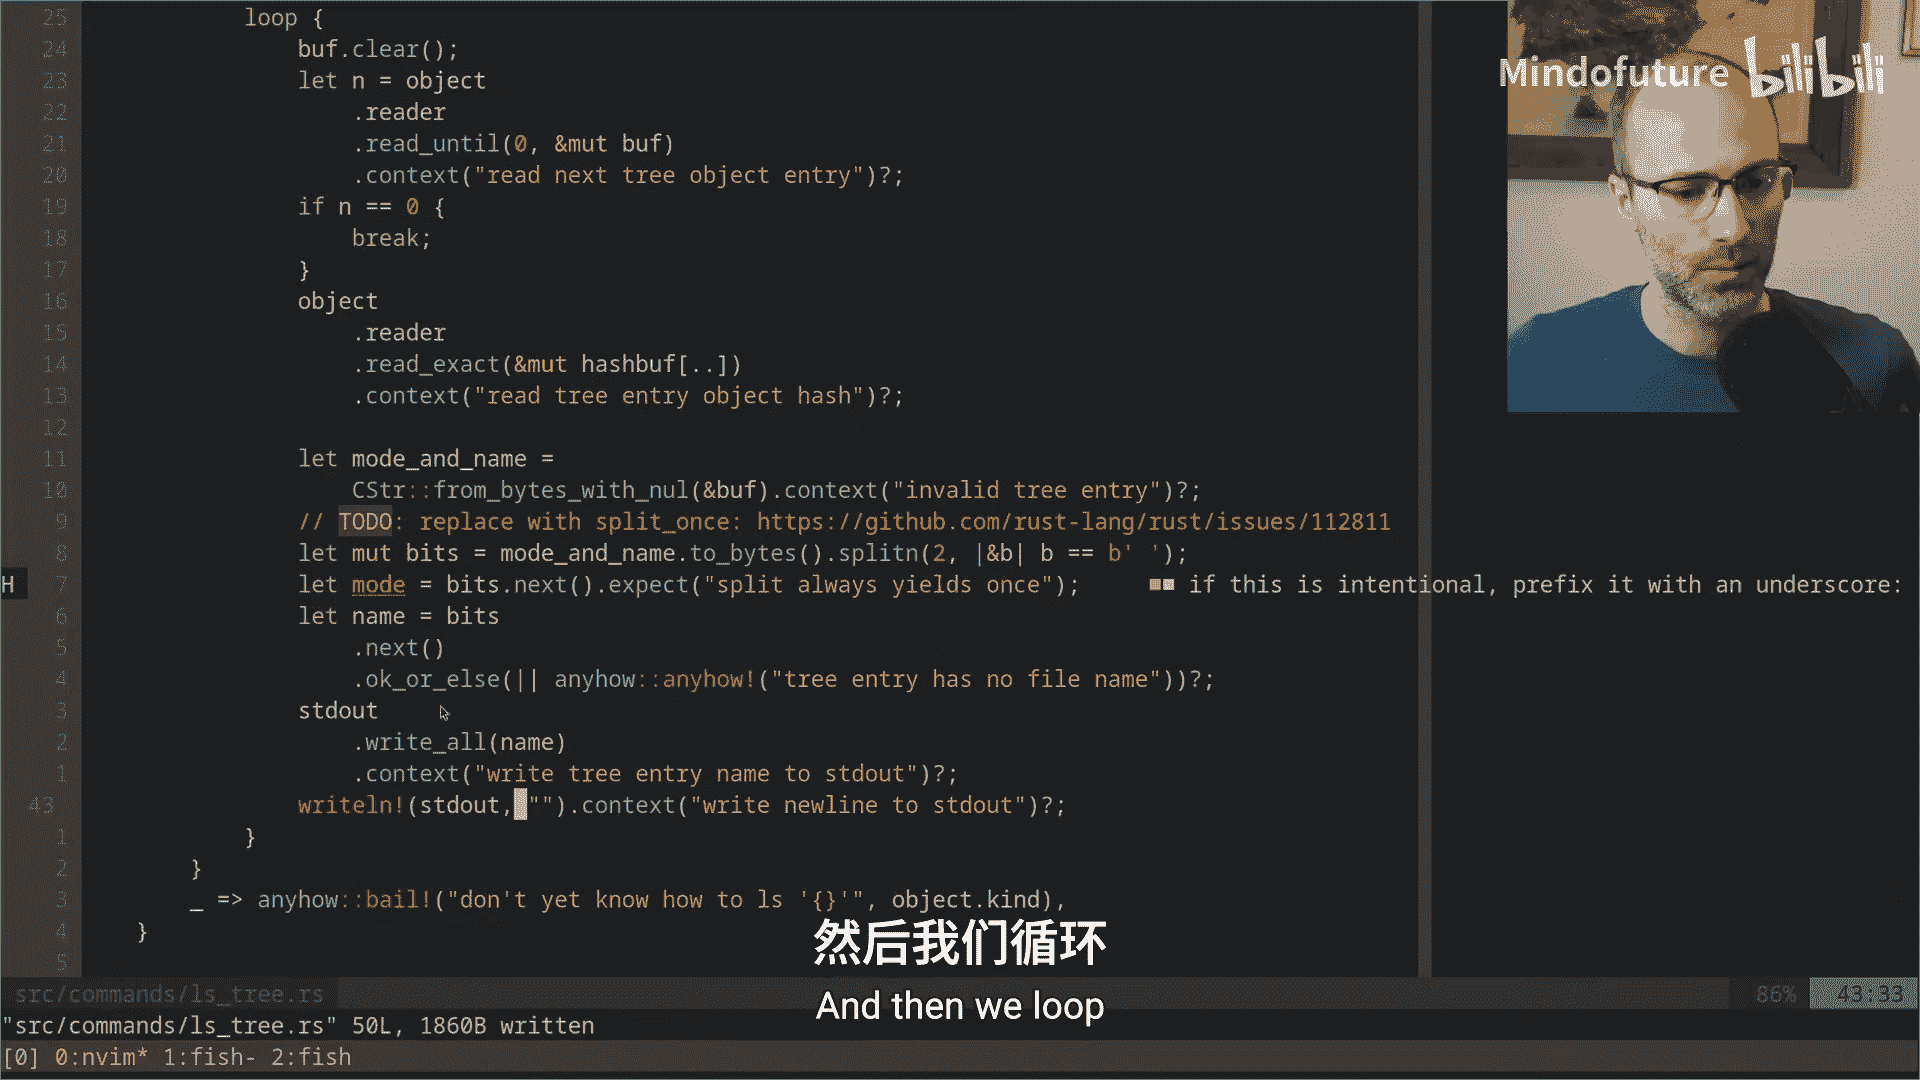 25 loop {
24 buf.clear();
23 let n = object
22 .reader
21 .read_until(0, &mut buf)
20 .context("read next tree object entry")?;
19 if n == 0 {
18 break;
17 }
16 object
15 .reader
14 .read_exact(&mut hashbuf[..])
13 .context("read tree entry object hash")?;
12
11 let mode_and_name =
10 CStr::from_bytes_with_nul(&buf).context("invalid tree entry")?;
9 // TODO: replace with split_once: https://github.com/rust-lang/rust/issues/112811
8 let mut bits = mode_and_name.to_bytes().splitn(2, |&b| b == b' ');
H 7 let mode = bits.next().expect("split always yields once"); ■■ if this is intentional, prefix it with an underscore:
6 let name = bits
5 .next()
4 .ok_or_else(|| anyhow::anyhow!("tree entry has no file name"))?;
3 stdout
2 .write_all(name)
1 .context("write tree entry name to stdout")?;
43 writeln!(stdout, "").context("write newline to stdout")?;
1 }
2 }
3 _ => anyhow::bail!("don't yet know how to ls '{}'", object.kind),
4 }
5
Mindofuture bilibili
然后我们循环
And then we loop
src/commands/ls_tree.rs 86% 43:33
"src/commands/ls_tree.rs" 50L, 1860B written
[0] 0:nvim* 1:fish- 2:fish